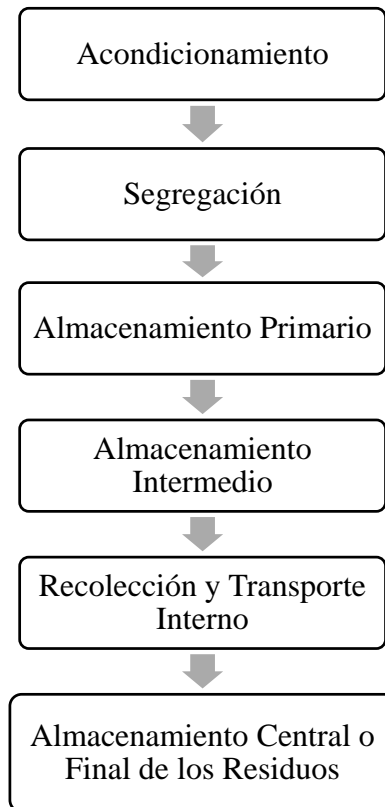 Acondicionamiento
Segregación
Almacenamiento Primario
Almacenamiento
Intermedio
Recolección y Transporte
Interno
Almacenamiento Central o
Final de los Residuos